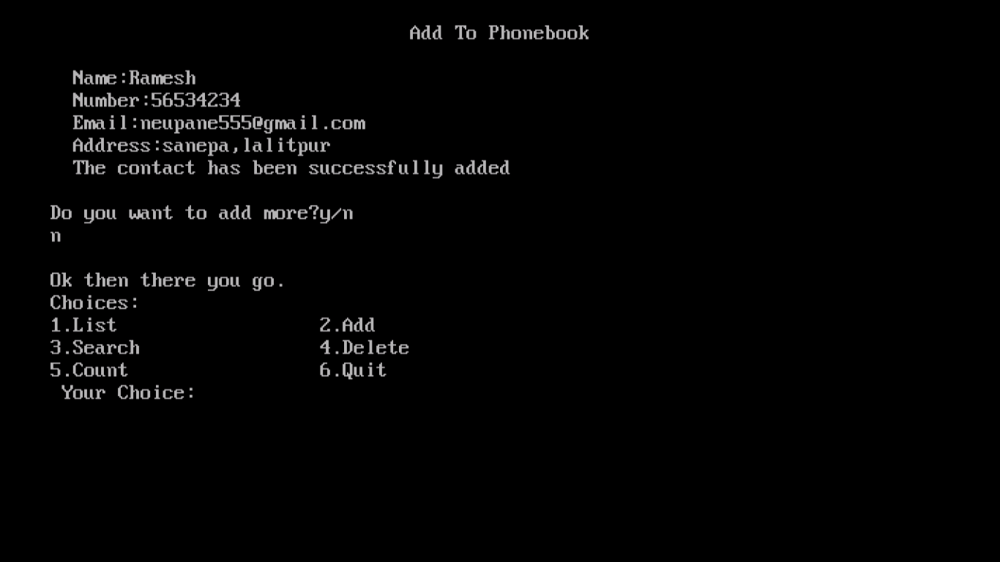 Add To Phonebook
Name:Ramesh
Number:56534234
Email:neupane555@gmail.com
Address:sanepa,lalitpur
The contact has been successfully added
Do you want to add more?y/n
n
Ok then there you go.
Choices:
1.List 2.Add
3.Search 4.Delete
5.Count 6.Quit
Your Choice: